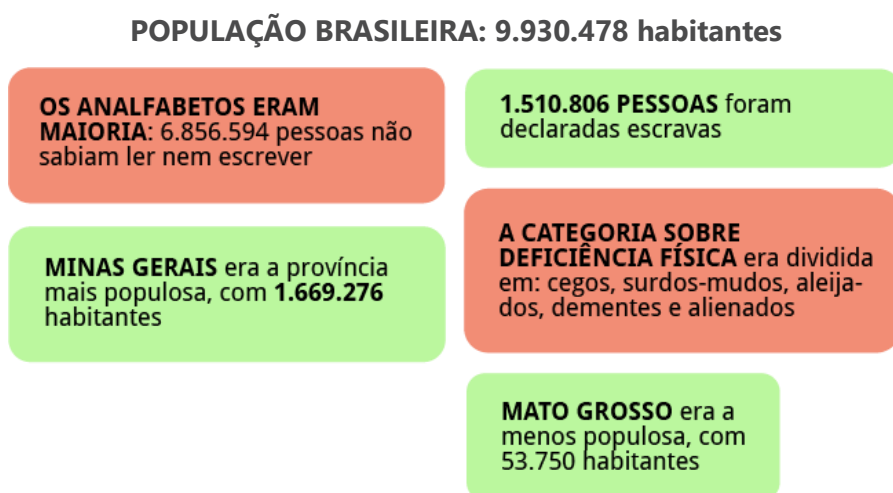 POPULAÇÃO BRASILEIRA: 9.930.478 habitantes
OS ANALFABETOS ERAM
MAIORIA: 6.856.594 pessoas não
sabiam ler nem escrever
1.510.806 PESSOAS foram
declaradas escravas
MINAS GERAIS era a província
mais populosa, com 1.669.276
habitantes
A CATEGORIA SOBRE
DEFICIÊNCIA FÍSICA era dividida
em: cegos, surdos-mudos, aleija-
dos, dementes e alienados
MATO GROSSO era a
menos populosa, com
53.750 habitantes